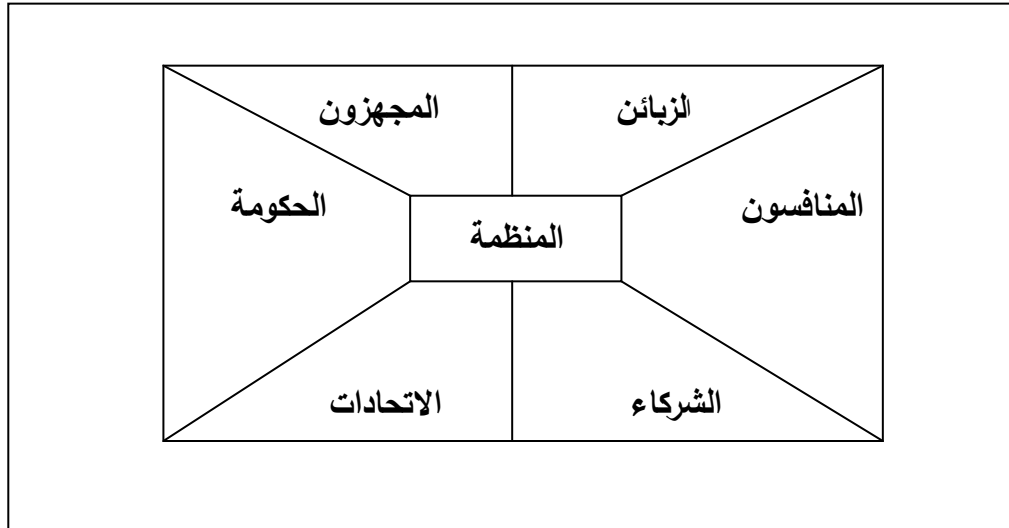 الزبائن
المجهزون
المنافسون
الحكومة
المنظمة
الشركاء
الاتحادات